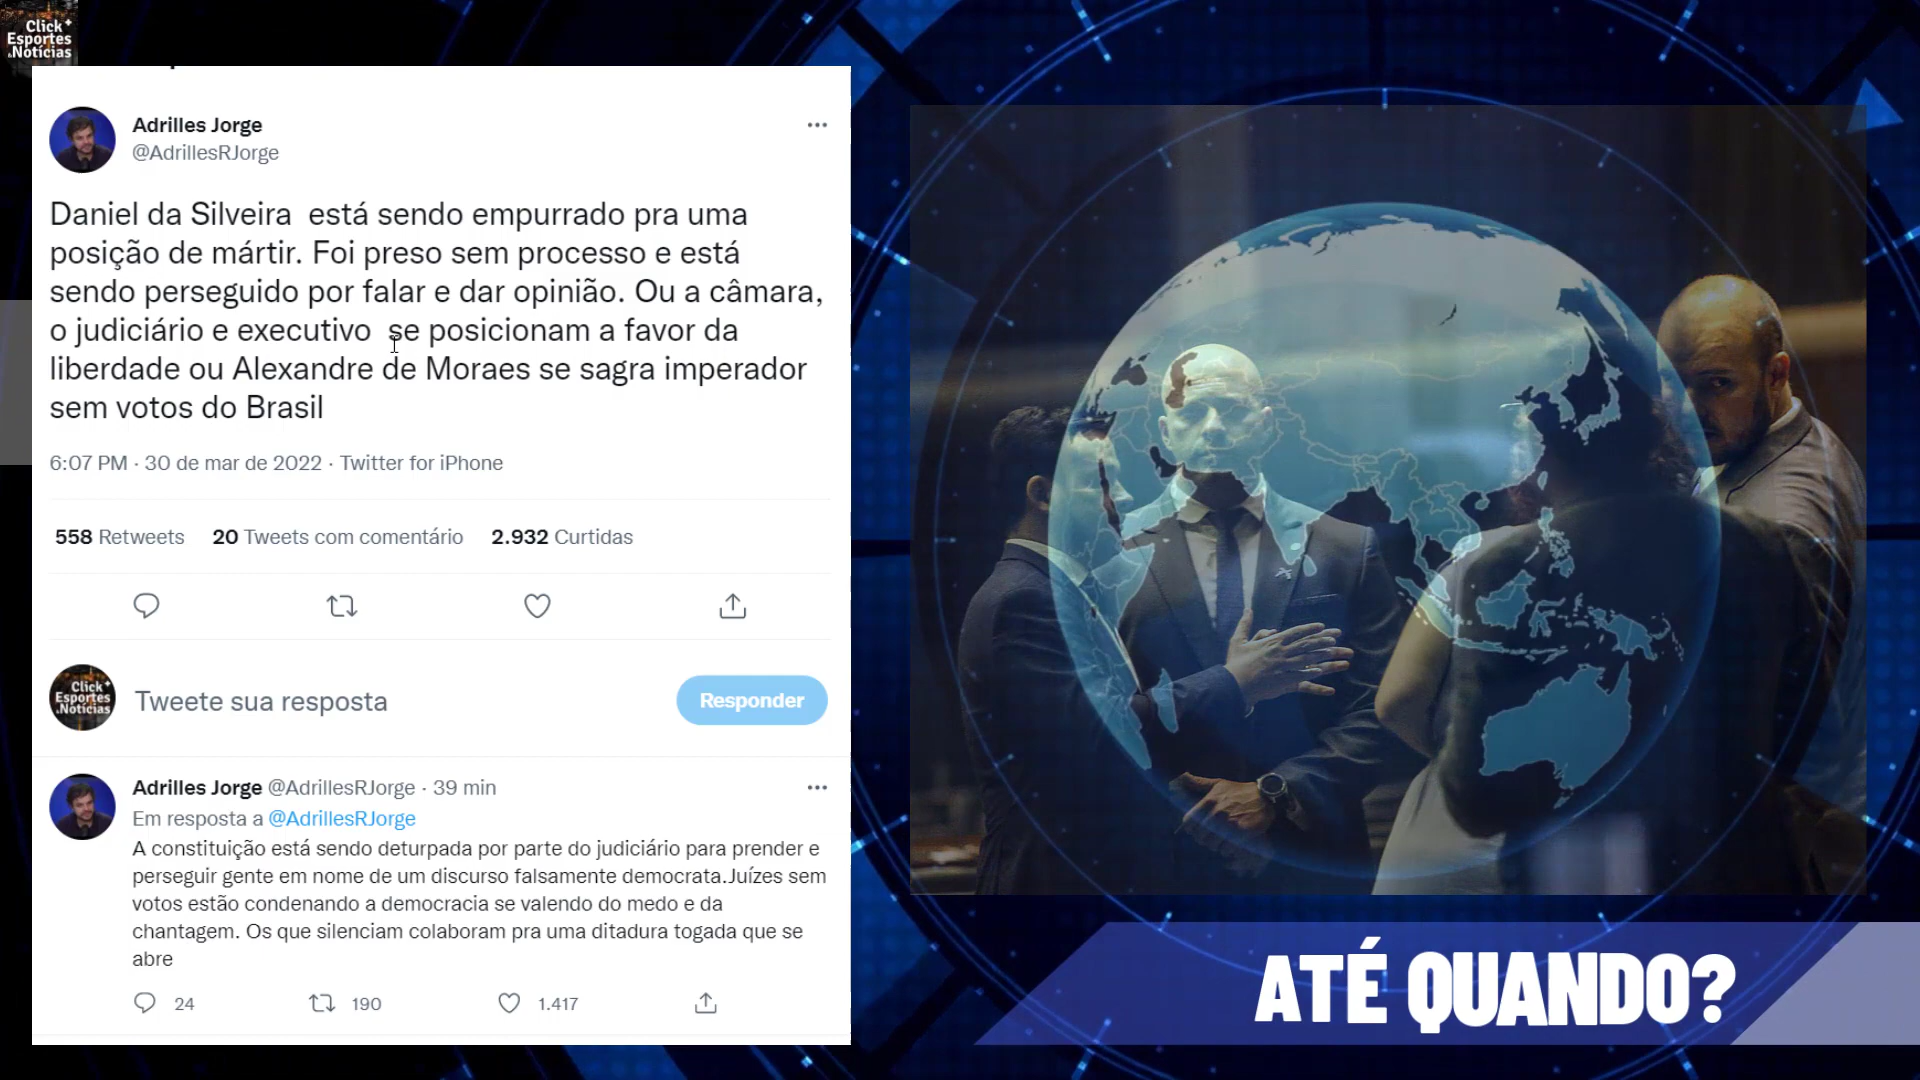 Click+
Esportes
&Notícias
Adrilles Jorge
@AdrillesRJorge
Daniel da Silveira está sendo empurrado pra uma
posição de mártir. Foi preso sem processo e está
sendo perseguido por falar e dar opinião. Ou a câmara,
o judiciário e executivo se posicionam a favor da
liberdade ou Alexandre de Moraes se sagra imperador
sem votos do Brasil
6:07 PM · 30 de mar de 2022 · Twitter for iPhone
558 Retweets 20 Tweets com comentário 2.932 Curtidas
Click+
Esportes
&Notícias
Tweete sua resposta
Responder
Adrilles Jorge @AdrillesRJorge · 39 min
Em resposta a @AdrillesRJorge
A constituição está sendo deturpada por parte do judiciário para prender e
perseguir gente em nome de um discurso falsamente democrata.Juízes sem
votos estão condenando a democracia se valendo do medo e da
chantagem. Os que silenciam colaboram pra uma ditadura togada que se
abre
24 190 1.417
ATÉ QUANDO?